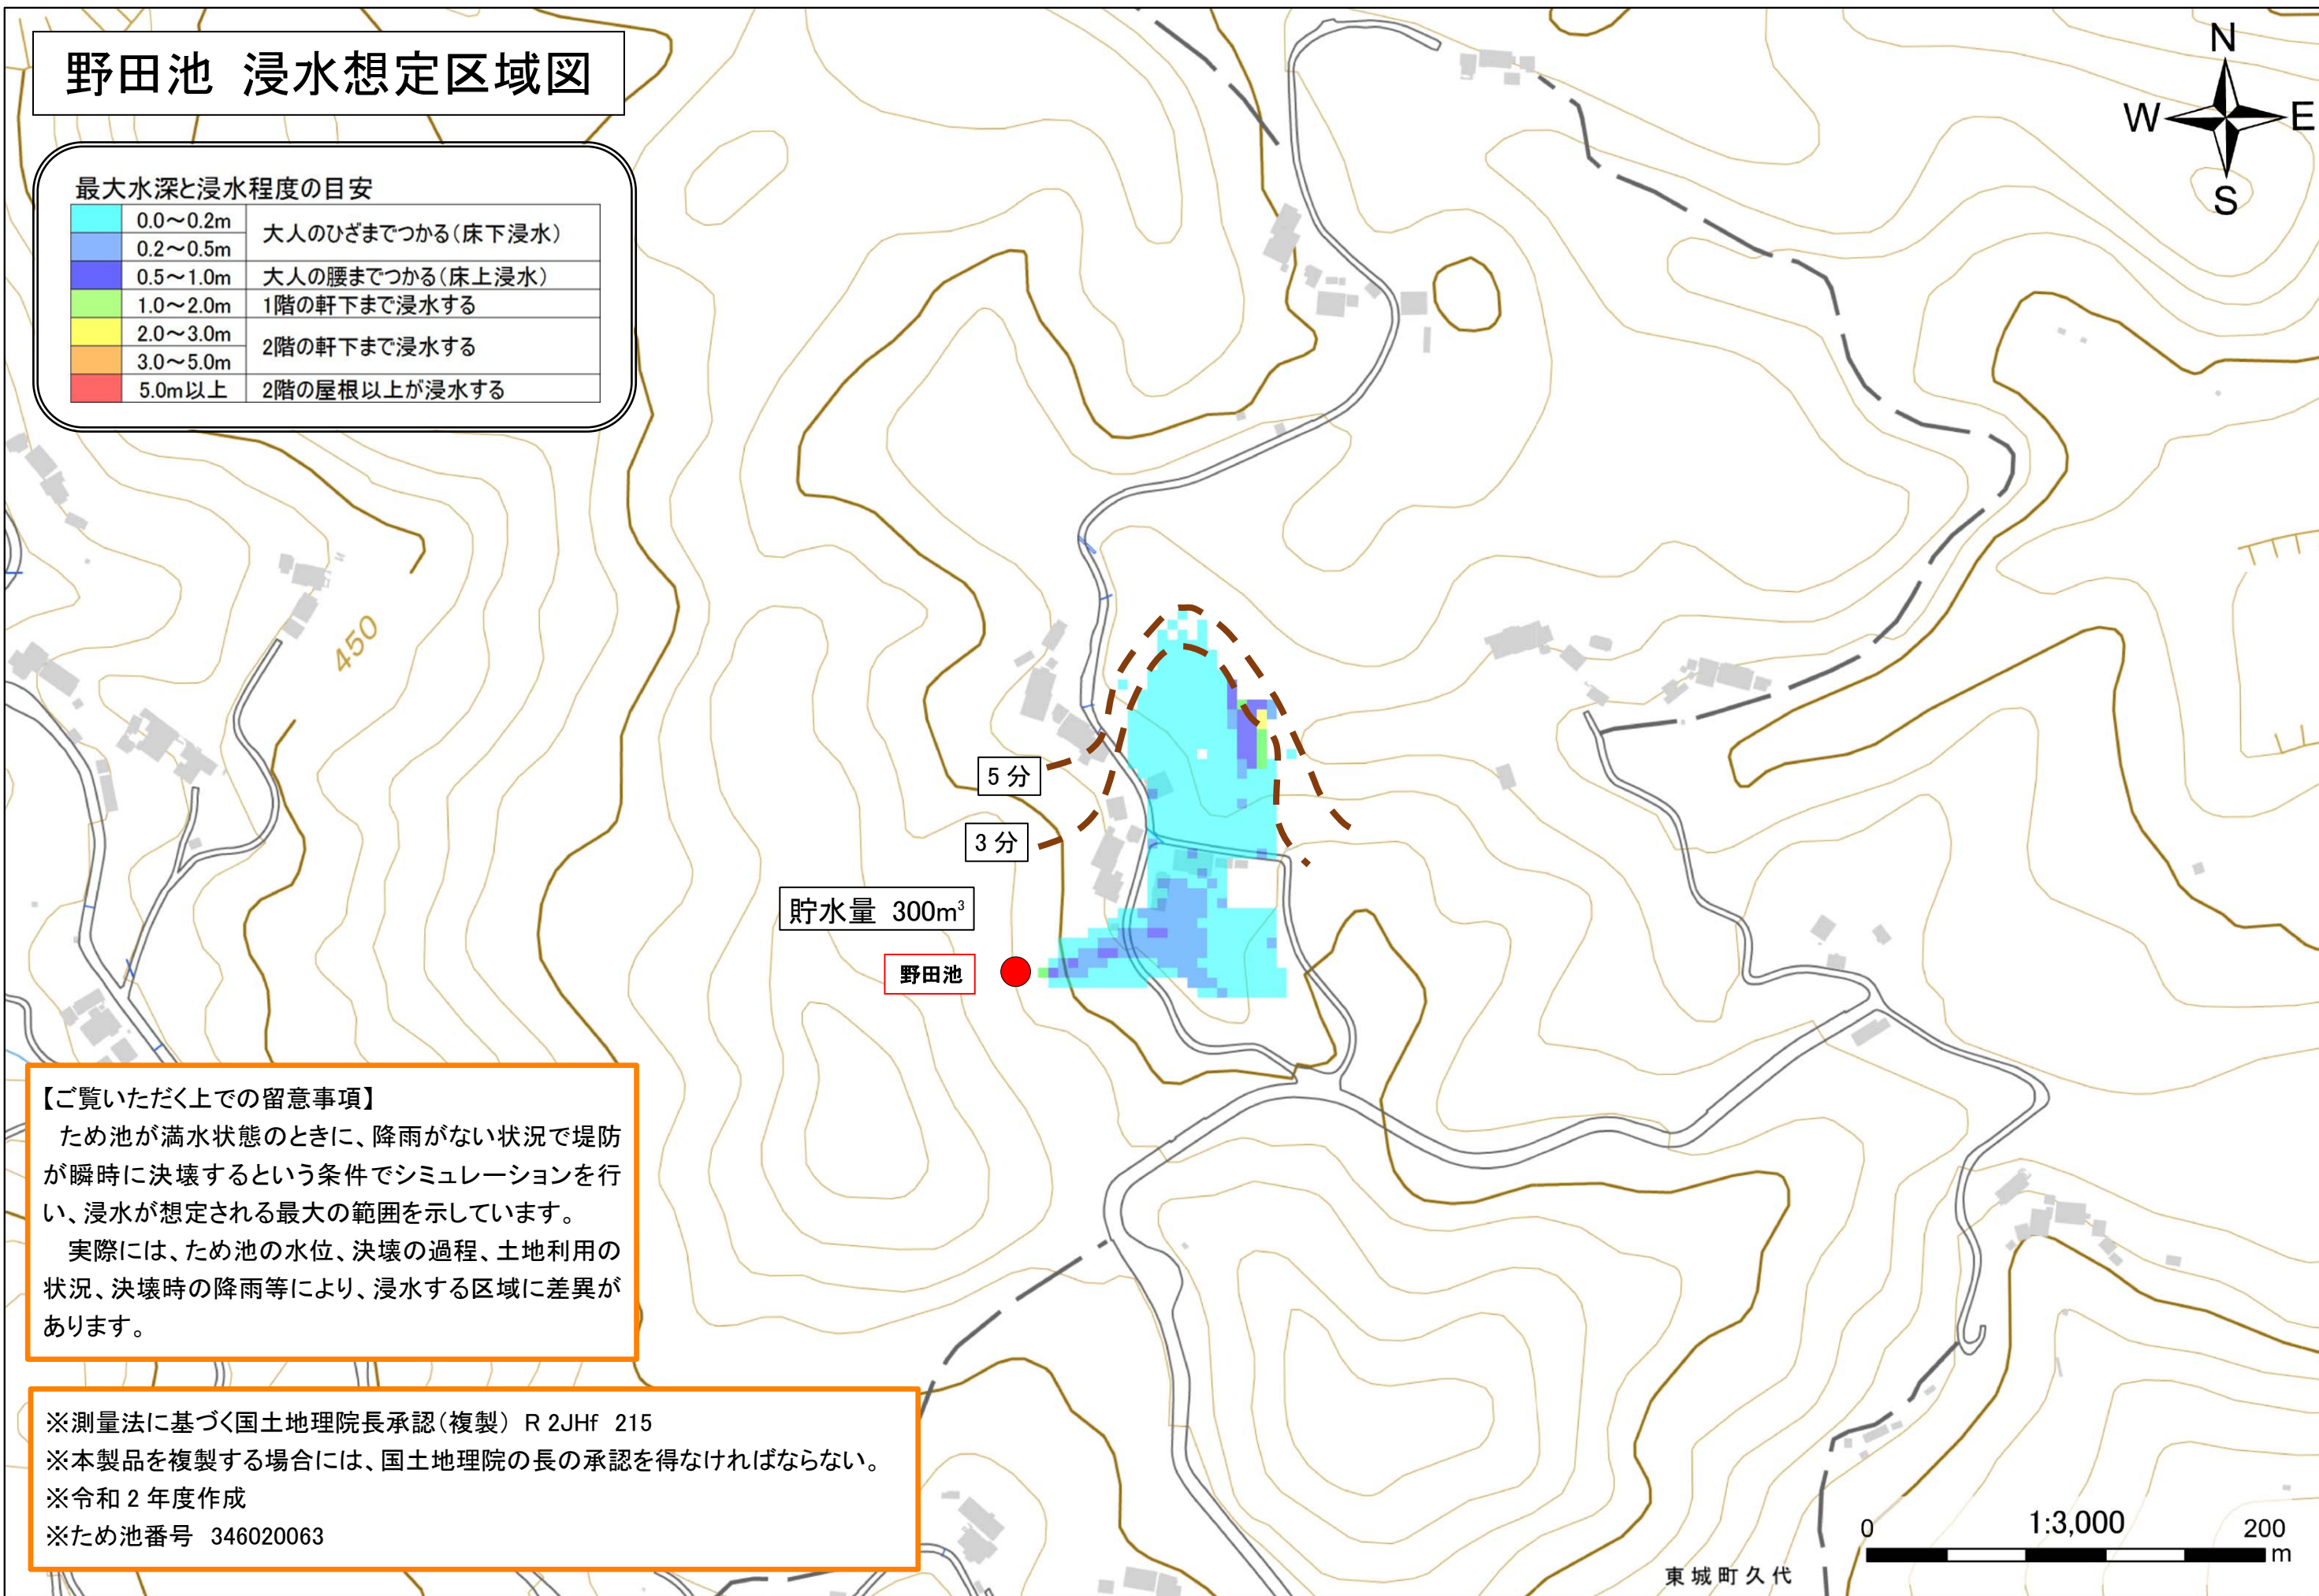 野田池 浸水想定区域図
N
W
E
S
最大水深と浸水程度の目安
0.0～0.2m
大人のひざまでつかる（床下浸水）
0.2～0.5m
0.5～1.0m 大人の腰までつかる（床上浸水）
1.0～2.0m 1階の軒下まで浸水する
2.0～3.0m
2階の軒下まで浸水する
3.0～5.0m
5.0m以上 2階の屋根以上が浸水する
450
5 分
3 分
貯水量 300m³
野田池
【ご覧いただく上での留意事項】
ため池が満水状態のときに、降雨がない状況で堤防
が瞬時に決壊するという条件でシミュレーションを行
い、浸水が想定される最大の範囲を示しています。
実際には、ため池の水位、決壊の過程、土地利用の
状況、決壊時の降雨等により、浸水する区域に差異が
あります。
※測量法に基づく国土地理院長承認（複製） R 2JHf 215
※本製品を複製する場合には、国土地理院の長の承認を得なければならない。
※令和 2 年度作成
※ため池番号 346020063
0 1:3,000 200
m
東城町久代